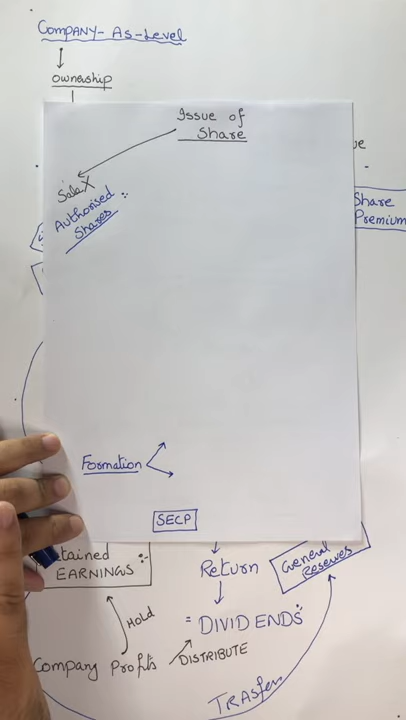 COMPANY- AS-Level
ownership
Issue of
Share
Sale X
Authorised :
Shares
Share
Premium
Formation
SECP
tained :-
EARNINGS
Return
General
Reserves
= DIVIDENDS :
HOLD
DISTRIBUTE
Company Profits
TRASfer